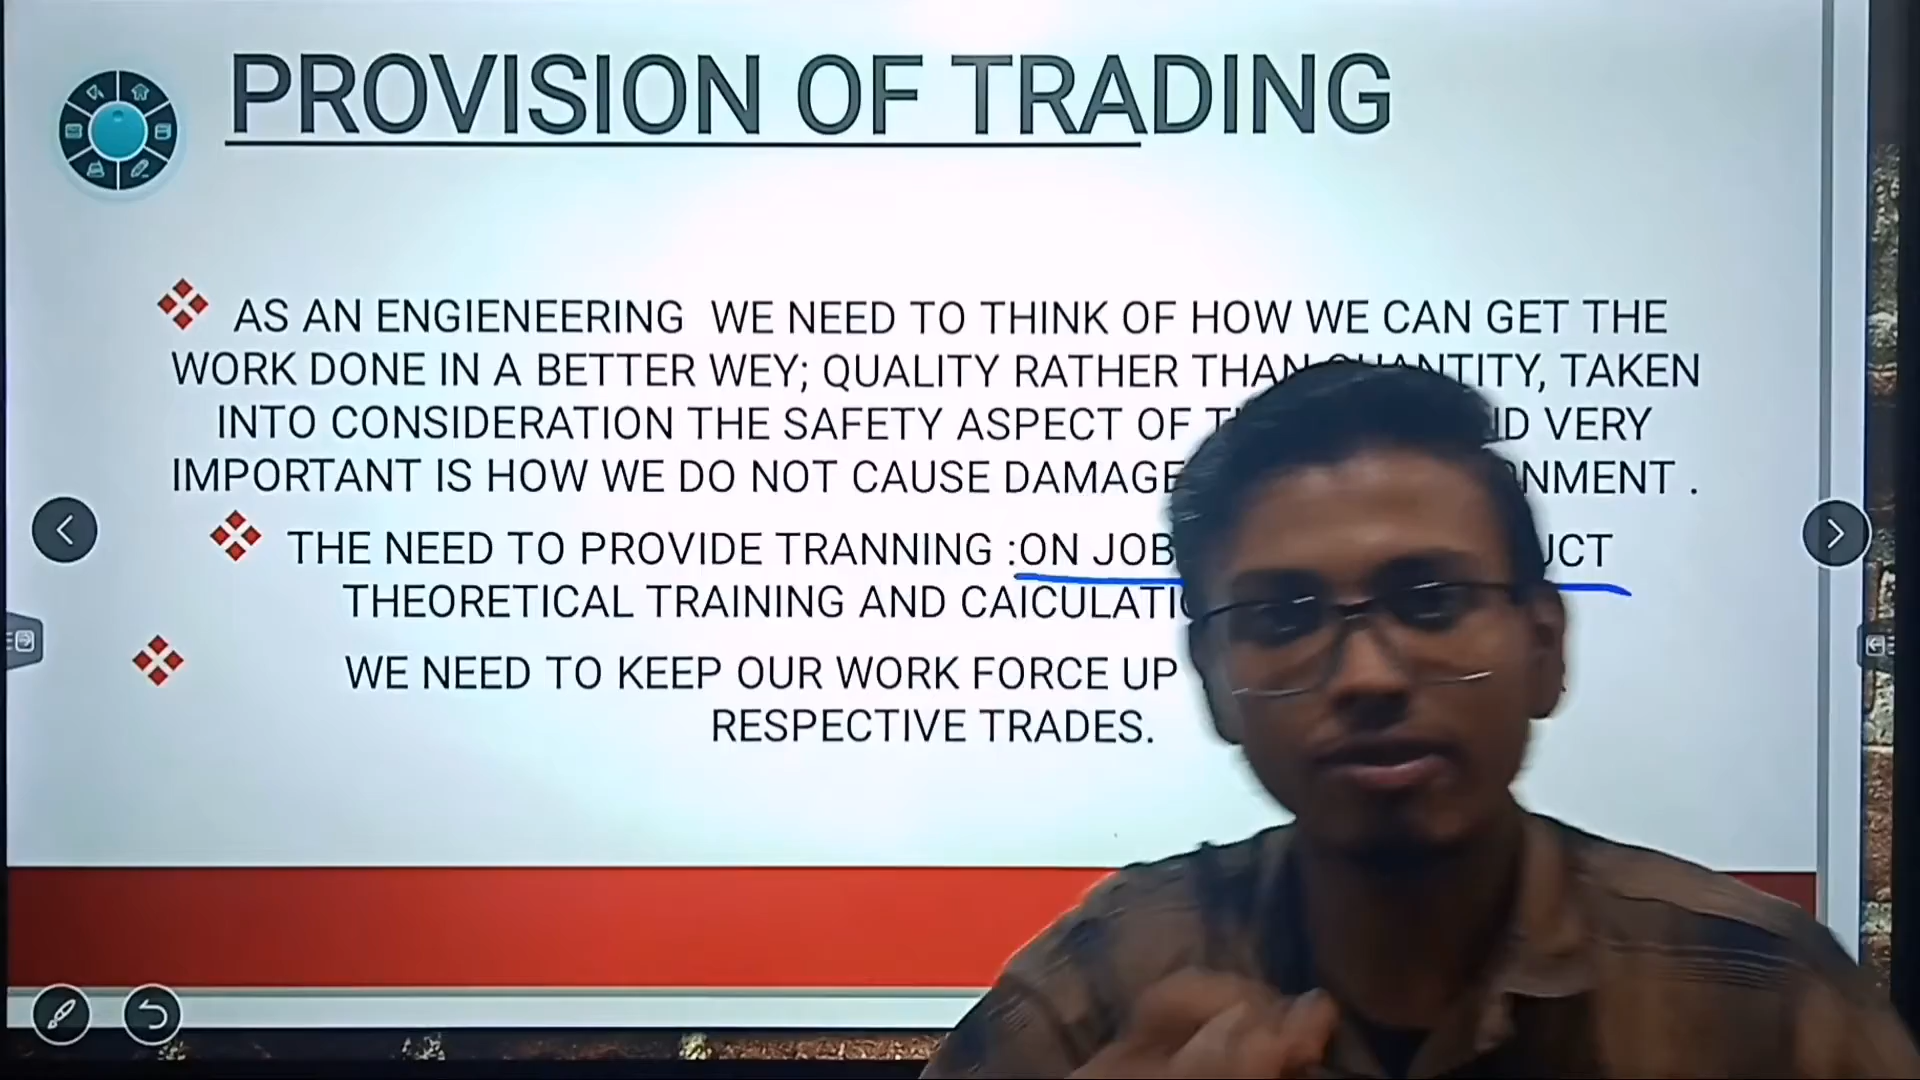 PROVISION OF TRADING
AS AN ENGIENEERING WE NEED TO THINK OF HOW WE CAN GET THE
WORK DONE IN A BETTER WEY; QUALITY RATHER THAN QUANTITY, TAKEN
INTO CONSIDERATION THE SAFETY ASPECT OF VERY
IMPORTANT IS HOW WE DO NOT CAUSE DAMAGE .
THE NEED TO PROVIDE TRANNING :ON JOB
THEORETICAL TRAINING AND
WE NEED TO KEEP OUR WORK FORCE UP
RESPECTIVE TRADES.